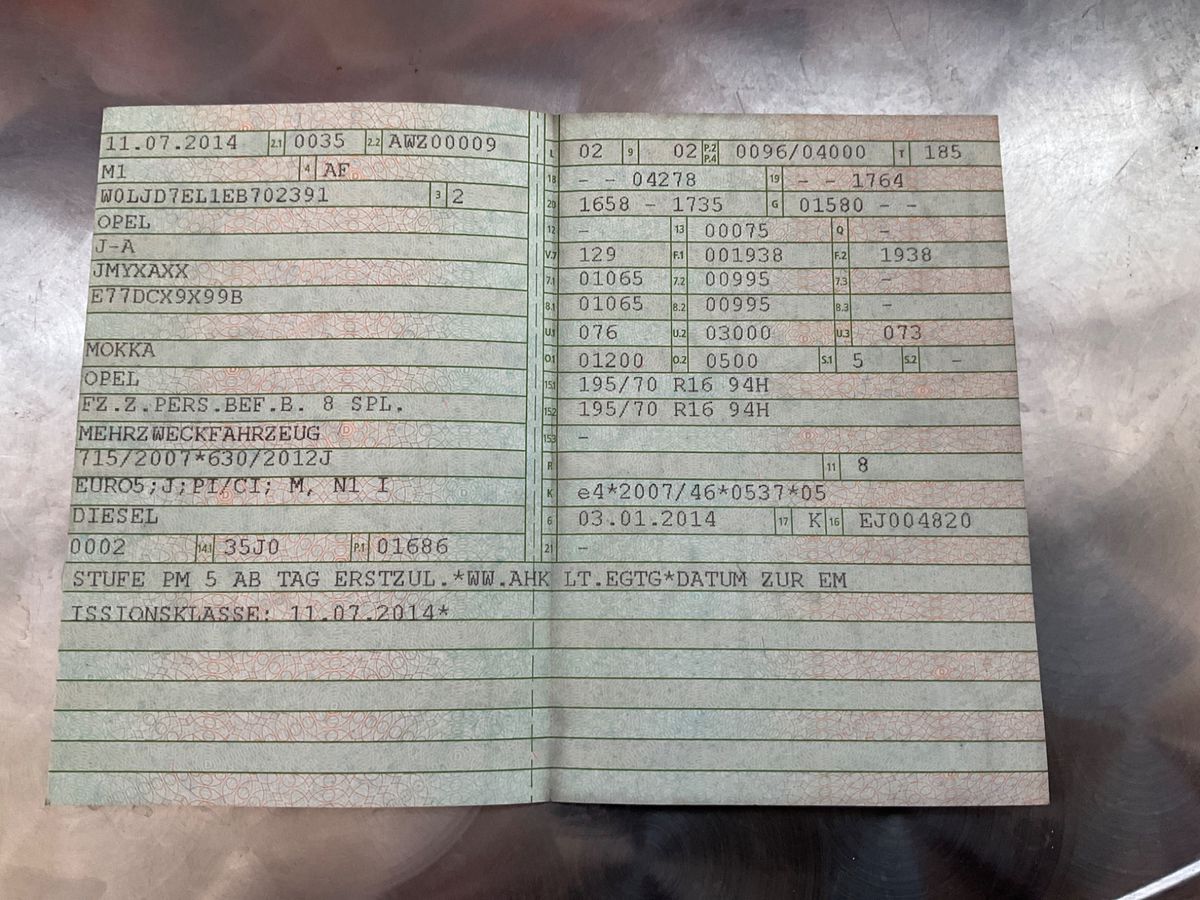 11.07.2014 2.1 0035 2.2 AWZ00009
M1 4 AF
W0LJD7EL1EB702391 3 2
OPEL
J-A
JMYXAXX
E77DCX9X99B
MOKKA
OPEL
FZ.Z.PERS.BEF.B. 8 SPL.
MEHRZWECKFAHRZEUG
715/2007*630/2012J
EURO5;J;PI/CI; M, N1 I
DIESEL
0002 14.1 35J0 P.1 01686
L 02 9 02 P.2 P.4 0096/04000 T 185
18 - - 04278 19 - - 1764
20 1658 - 1735 G 01580 - -
12 - 13 00075 Q -
V.7 129 F.1 001938 F.2 1938
7.1 01065 7.2 00995 7.3 -
8.1 01065 8.2 00995 8.3 -
U.1 076 U.2 03000 U.3 073
O.1 01200 O.2 0500 S.1 5 S.2 -
15.1 195/70 R16 94H
15.2 195/70 R16 94H
15.3 -
R 11 8
K e4*2007/46*0537*05
6 03.01.2014 17 K 16 EJ004820
21 -
STUFE PM 5 AB TAG ERSTZUL.*WW.AHK LT.EGTG*DATUM ZUR EM
ISSIONSKLASSE: 11.07.2014*